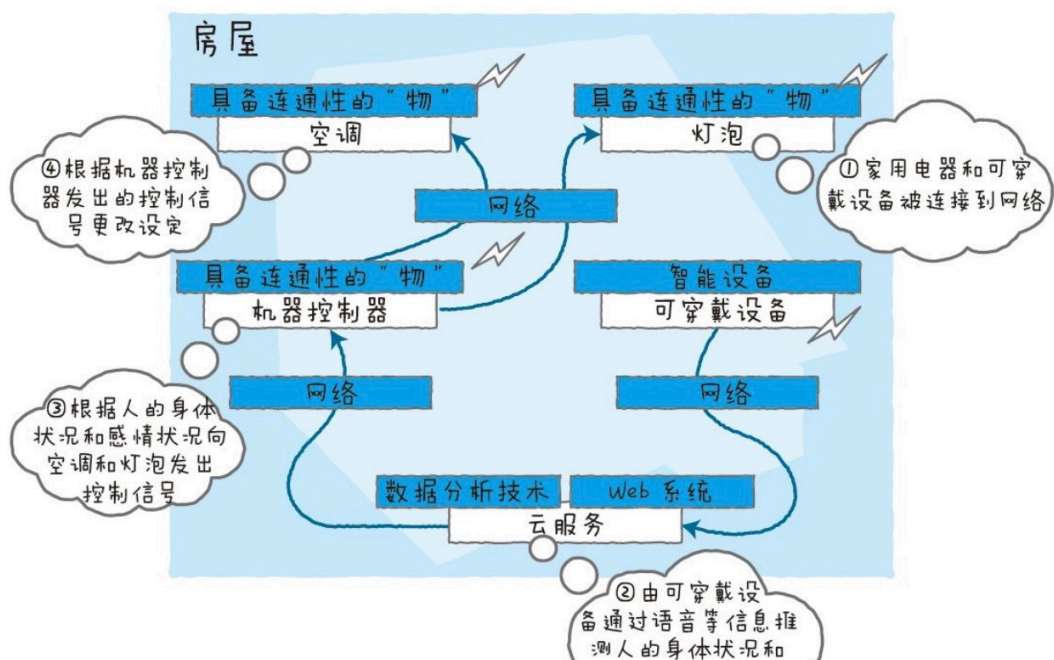 房屋
具备连通性的“物”
空调
具备连通性的“物”
灯泡
④根据机器控制
器发出的控制信
号更改设定
①家用电器和可穿
戴设备被连接到网络
网络
具备连通性的“物”
机器控制器
智能设备
可穿戴设备
网络
网络
③根据人的身体
状况和感情状况向
空调和灯泡发出
控制信号
数据分析技术
Web 系统
云服务
②由可穿戴设
备通过语音等信息推
测人的身体状况和